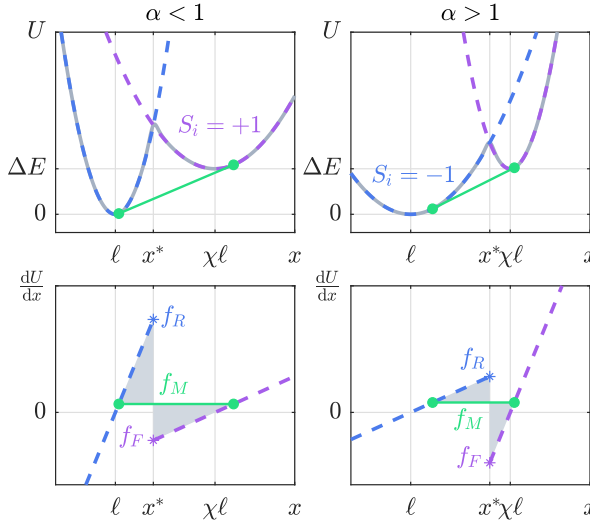 α < 1
α > 1
U
S_i = +1
ΔE
0
ℓ x* χℓ x
U
S_i = −1
ΔE
0
ℓ x* χℓ x
dU
dx
f_R
f_M
0
f_F
ℓ x* χℓ x
dU
dx
f_R
0
f_M
f_F
ℓ x* χℓ x